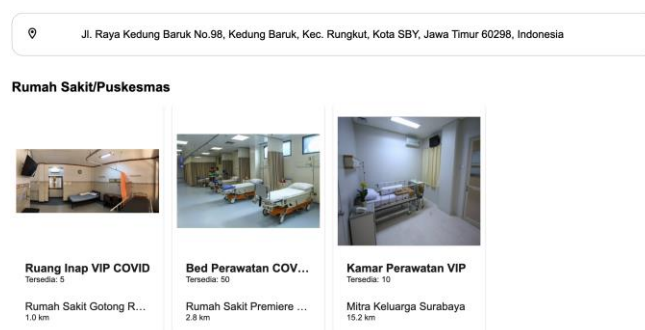 Jl. Raya Kedung Baruk No.98, Kedung Baruk, Kec. Rungkut, Kota SBY, Jawa Timur 60298, Indonesia
Rumah Sakit/Puskesmas
Ruang Inap VIP COVID
Tersedia: 5
Rumah Sakit Gotong R...
1.0 km
Bed Perawatan COV...
Tersedia: 50
Rumah Sakit Premiere ...
2.8 km
Kamar Perawatan VIP
Tersedia: 10
Mitra Keluarga Surabaya
15.2 km